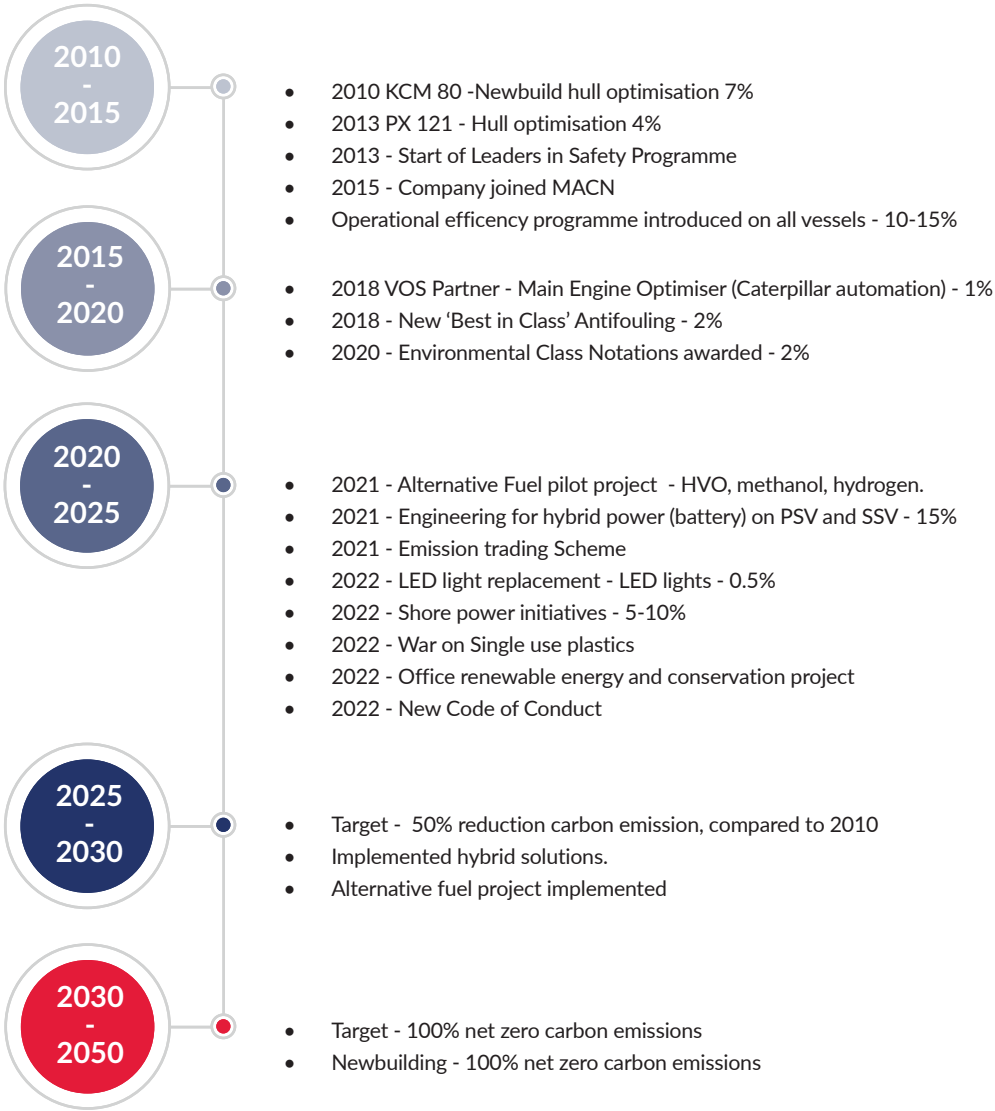 2010
-
2015
• 2010 KCM 80 -Newbuild hull optimisation 7%
• 2013 PX 121 - Hull optimisation 4%
• 2013 - Start of Leaders in Safety Programme
• 2015 - Company joined MACN
• Operational efficency programme introduced on all vessels - 10-15%
2015
-
2020
• 2018 VOS Partner - Main Engine Optimiser (Caterpillar automation) - 1%
• 2018 - New ‘Best in Class’ Antifouling - 2%
• 2020 - Environmental Class Notations awarded - 2%
2020
-
2025
• 2021 - Alternative Fuel pilot project - HVO, methanol, hydrogen.
• 2021 - Engineering for hybrid power (battery) on PSV and SSV - 15%
• 2021 - Emission trading Scheme
• 2022 - LED light replacement - LED lights - 0.5%
• 2022 - Shore power initiatives - 5-10%
• 2022 - War on Single use plastics
• 2022 - Office renewable energy and conservation project
• 2022 - New Code of Conduct
2025
-
2030
• Target - 50% reduction carbon emission, compared to 2010
• Implemented hybrid solutions.
• Alternative fuel project implemented
2030
-
2050
• Target - 100% net zero carbon emissions
• Newbuilding - 100% net zero carbon emissions